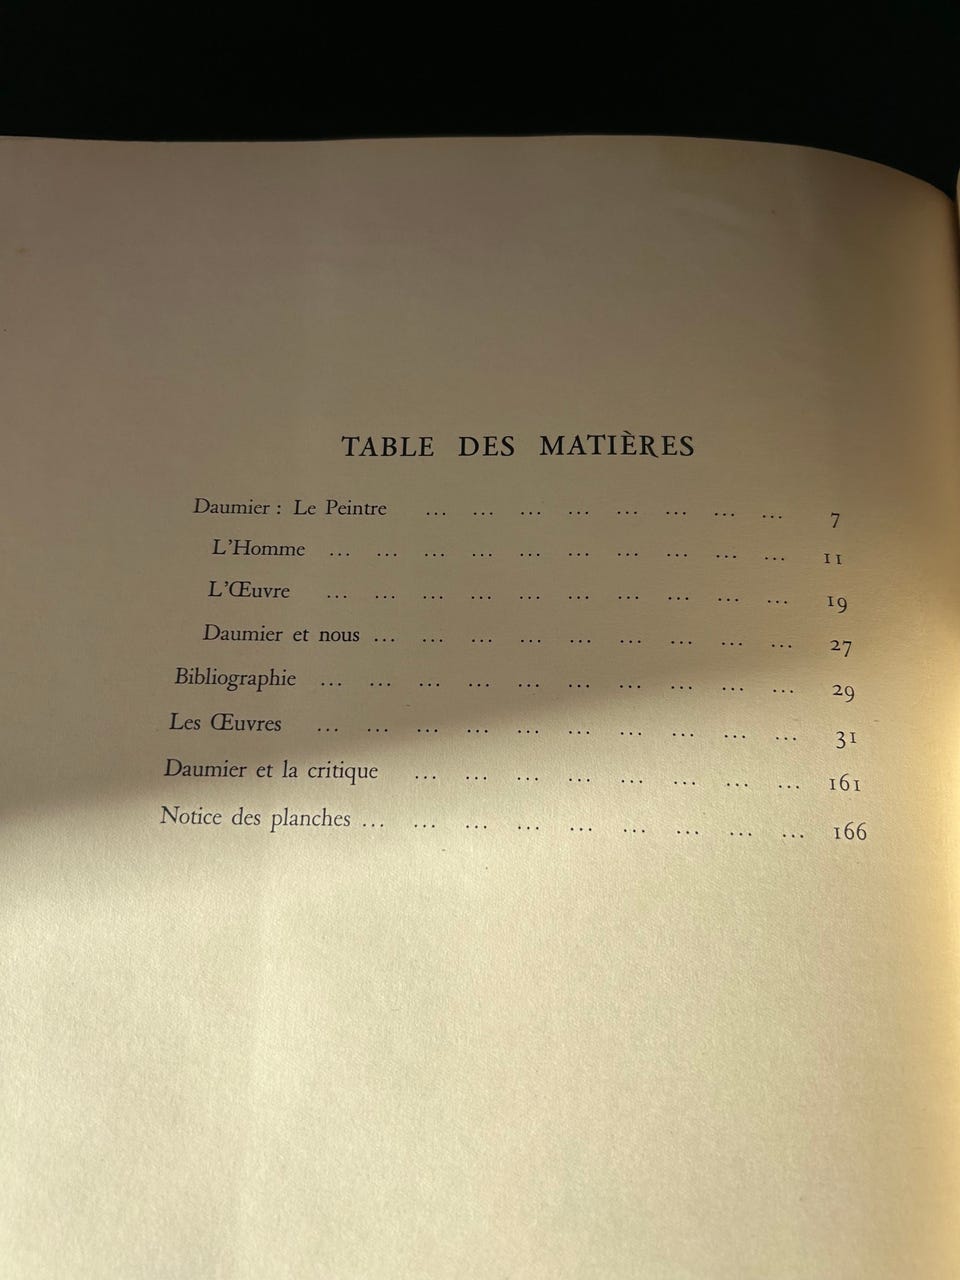 TABLE DES MATIÈRES
Daumier : Le Peintre ... ... ... ... ... ... ... ... 7
L'Homme ... ... ... ... ... ... ... ... ... ... 11
L'Œuvre ... ... ... ... ... ... ... ... ... ... 19
Daumier et nous ... ... ... ... ... ... ... ... ... 27
Bibliographie ... ... ... ... ... ... ... ... ... ... 29
Les Œuvres ... ... ... ... ... ... ... ... ... ... 31
Daumier et la critique ... ... ... ... ... ... ... ... 161
Notice des planches ... ... ... ... ... ... ... ... ... 166